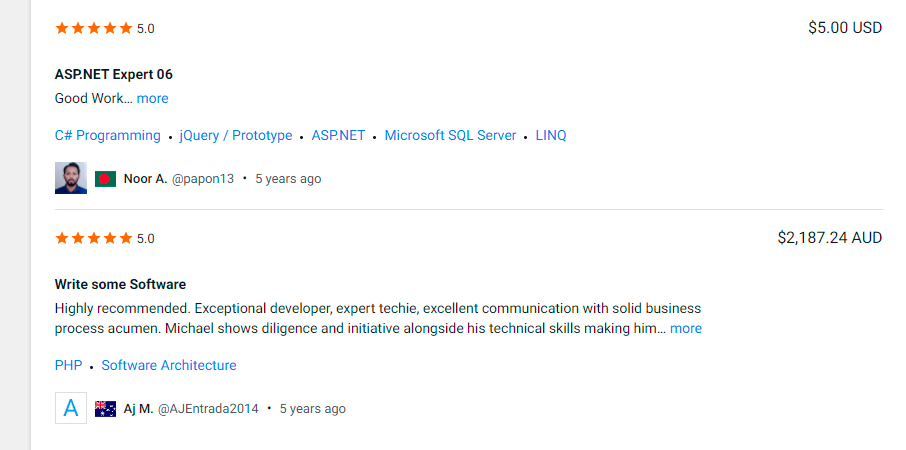 5.0 $5.00 USD
ASP.NET Expert 06
Good Work... more
C# Programming • jQuery / Prototype • ASP.NET • Microsoft SQL Server • LINQ
Noor A. @papon13 • 5 years ago
5.0 $2,187.24 AUD
Write some Software
Highly recommended. Exceptional developer, expert techie, excellent communication with solid business
process acumen. Michael shows diligence and initiative alongside his technical skills making him... more
PHP • Software Architecture
A Aj M. @AJEntrada2014 • 5 years ago